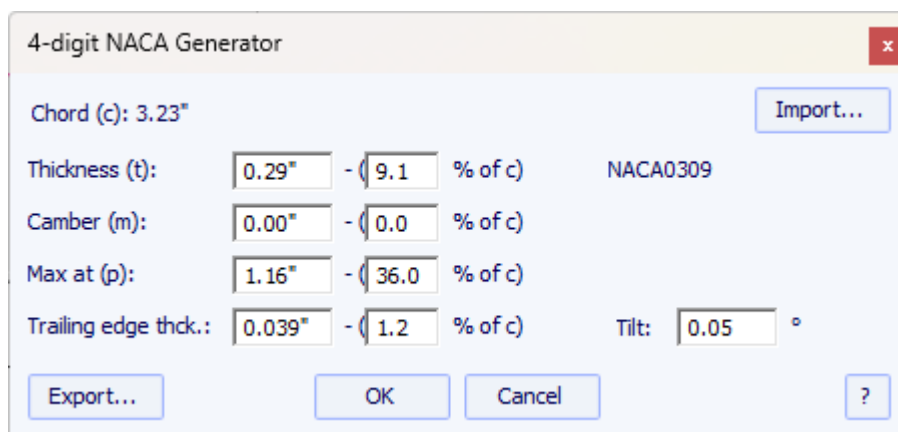 4-digit NACA Generator x
Chord (c): 3.23" Import...
Thickness (t): 0.29" - ( 9.1 % of c) NACA0309
Camber (m): 0.00" - ( 0.0 % of c)
Max at (p): 1.16" - ( 36.0 % of c)
Trailing edge thck.: 0.039" - ( 1.2 % of c) Tilt: 0.05 °
Export... OK Cancel ?